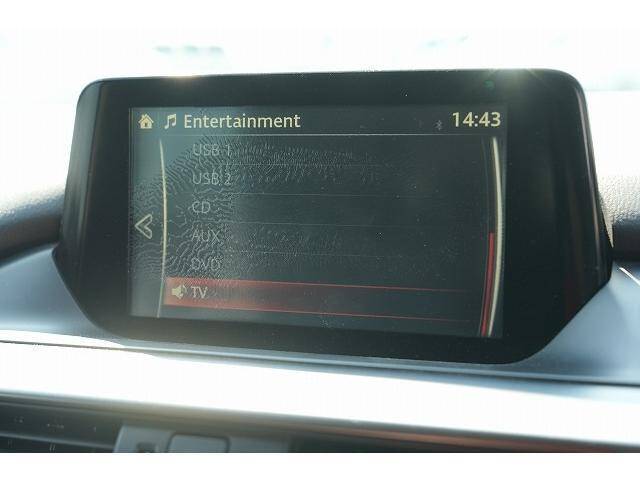 Entertainment 14:43
USB 1
USB 2
CD
AUX
DVD
TV